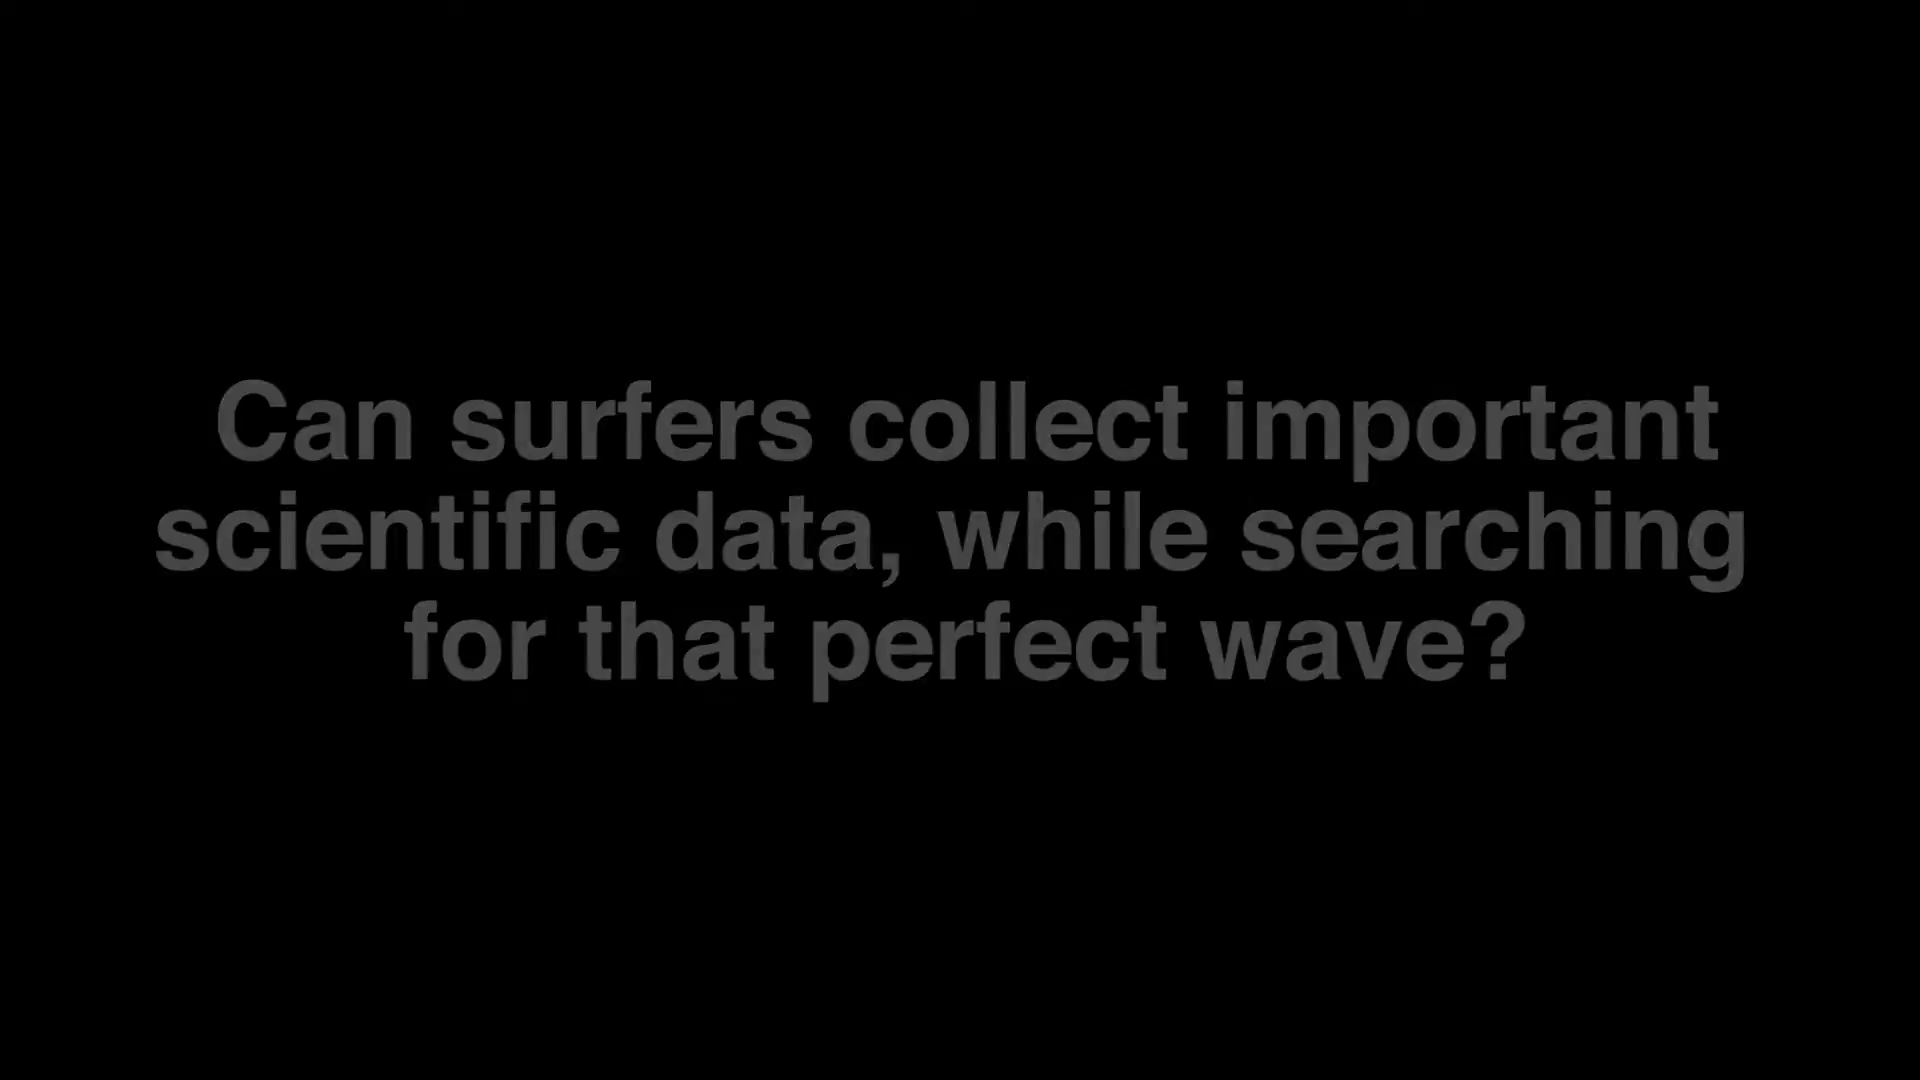 Can surfers collect important
scientific data, while searching
for that perfect wave?